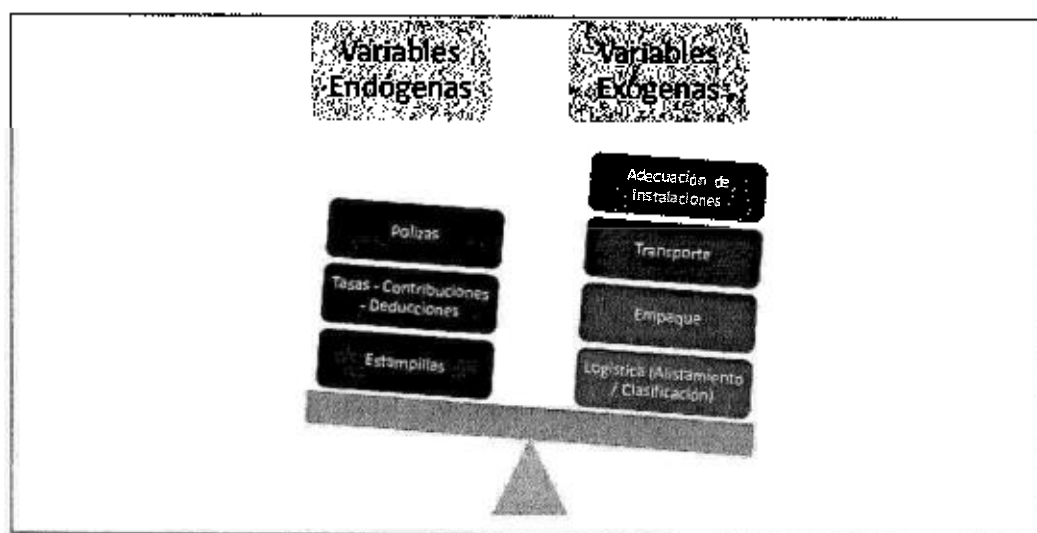 Variables
Endógenas
Variables
Exógenas
Polizas
Tasas - Contribuciones
- Deducciones
Estampillas
Adecuación de
instalaciones
Transporte
Empaque
Logística (Alistamiento
/ Clasificación)